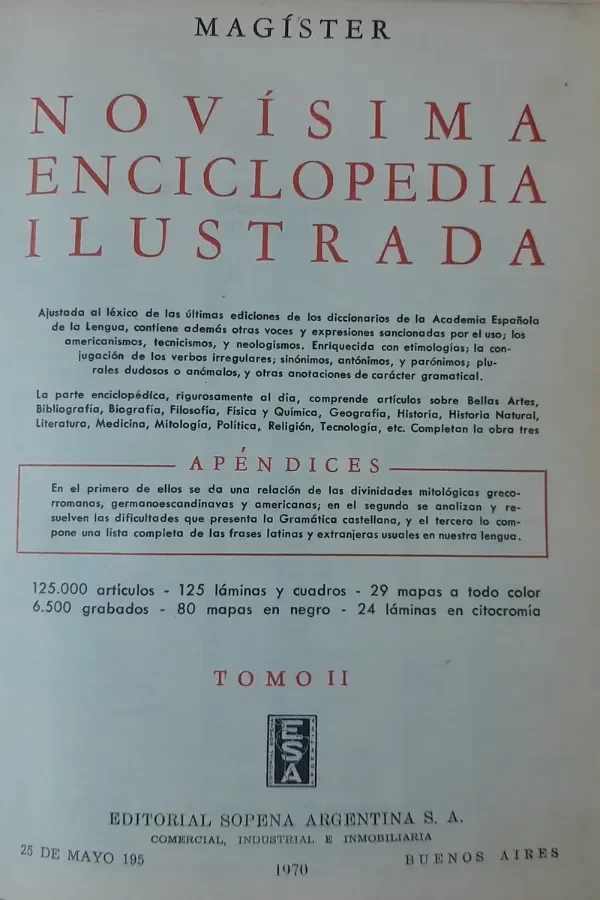 MAGÍSTER
NOVÍSIMA
ENCICLOPEDIA
ILUSTRADA
Ajustada al léxico de las últimas ediciones de los diccionarios de la Academia Española
de la Lengua, contiene además otras voces y expresiones sancionadas por el uso; los
americanismos, tecnicismos, y neologismos. Enriquecida con etimologías; la con-
jugación de los verbos irregulares; sinónimos, antónimos, y parónimos; plu-
rales dudosos o anómalos, y otras anotaciones de carácter gramatical.
La parte enciclopédica, rigurosamente al día, comprende artículos sobre Bellas Artes,
Bibliografía, Biografía, Filosofía, Física y Química, Geografía, Historia, Historia Natural,
Literatura, Medicina, Mitología, Política, Religión, Tecnología, etc. Completan la obra tres
APÉNDICES
En el primero de ellos se da una relación de las divinidades mitológicas greco-
rromanas, germanoescandinavas y americanas; en el segundo se analizan y re-
suelven las dificultades que presenta la Gramática castellana, y el tercero lo com-
pone una lista completa de las frases latinas y extranjeras usuales en nuestra lengua.
125.000 artículos - 125 láminas y cuadros - 29 mapas a todo color
6.500 grabados - 80 mapas en negro - 24 láminas en citocromía
TOMO II
ESA
EDITORIAL SOPENA ARGENTINA S. A.
COMERCIAL, INDUSTRIAL E INMOBILIARIA
25 DE MAYO 195
1970
BUENOS AIRES